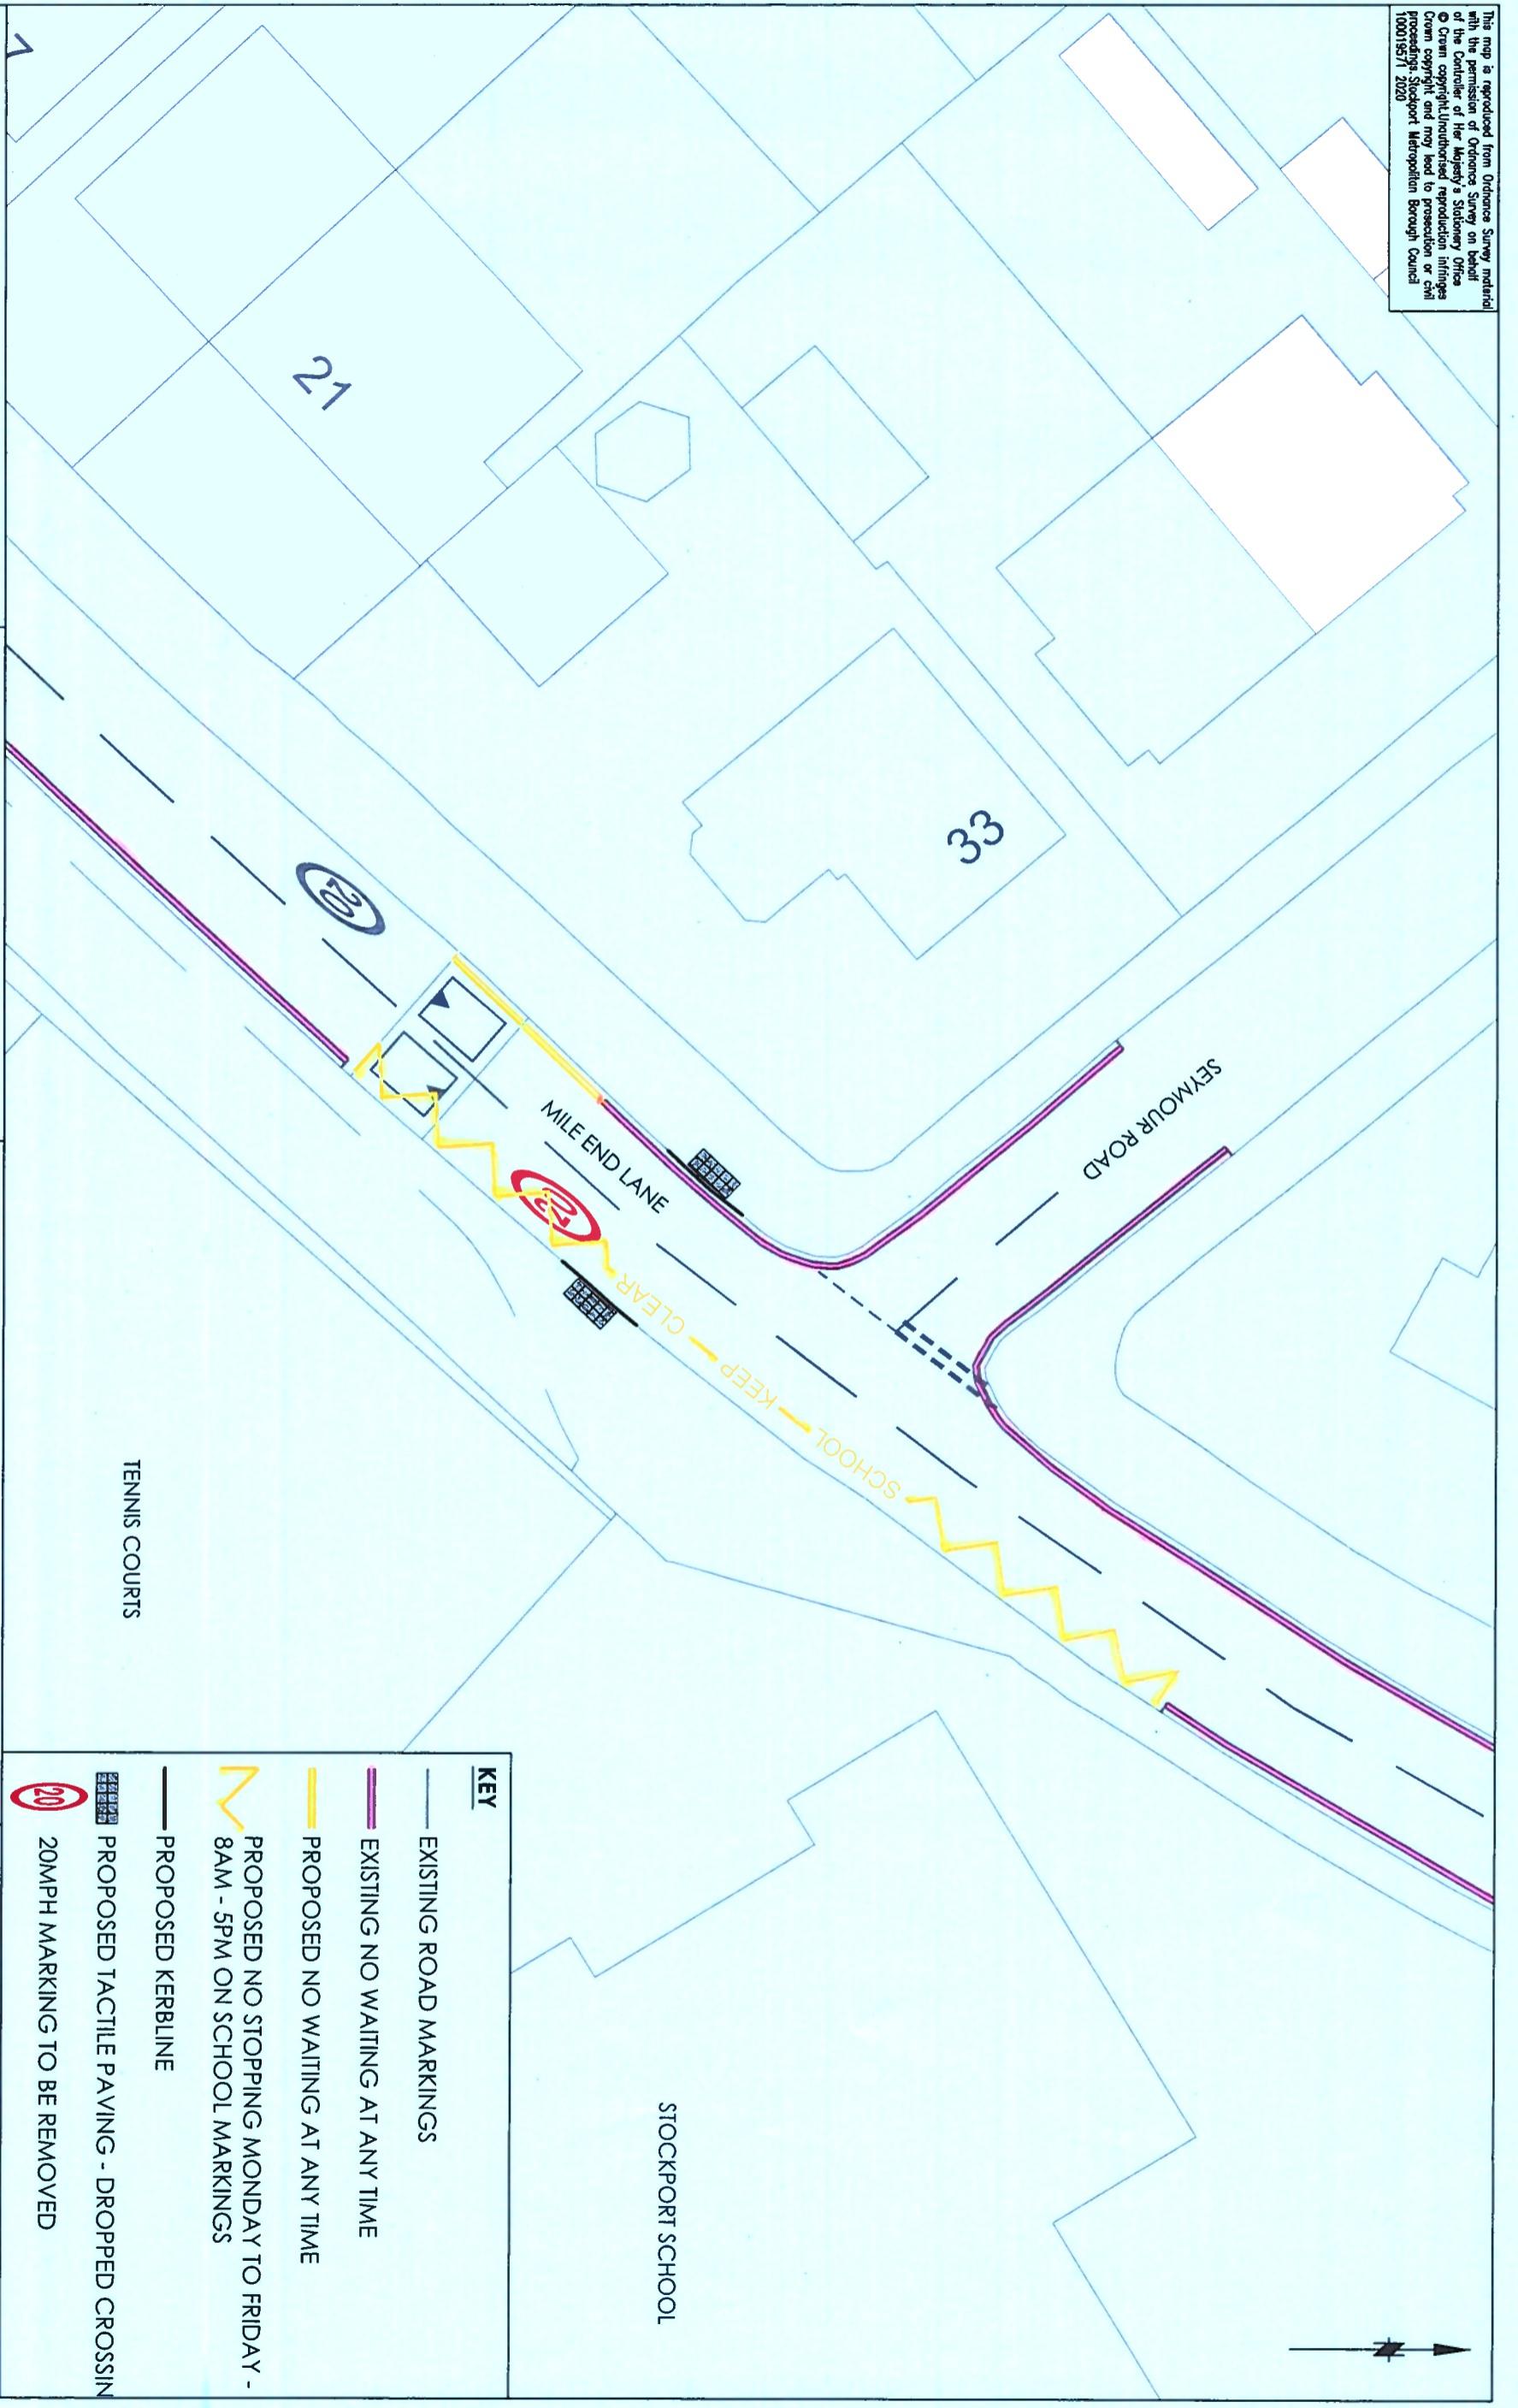 This map is reproduced from Ordnance Survey material
with the permission of Ordnance Survey on behalf
of the Controller of Her Majesty's Stationery Office
© Crown copyright.Unauthorised reproduction infringes
Crown copyright and may lead to prosecution or civil
proceedings.Stockport Metropolitan Borough Council
100019571 2020
21
33
SEYMOUR ROAD
MILE END LANE
20
20
SCHOOL KEEP CLEAR
TENNIS COURTS
STOCKPORT SCHOOL
KEY
EXISTING ROAD MARKINGS
EXISTING NO WAITING AT ANY TIME
PROPOSED NO WAITING AT ANY TIME
PROPOSED NO STOPPING MONDAY TO FRIDAY -
8AM - 5PM ON SCHOOL MARKINGS
PROPOSED KERBLINE
PROPOSED TACTILE PAVING - DROPPED CROSSIN
20 20MPH MARKING TO BE REMOVED